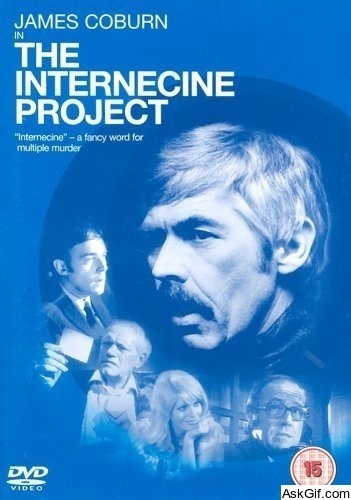 JAMES COBURN
IN
THE
INTERNECINE
PROJECT
"Internecine" – a fancy word for
multiple murder
DVD
VIDEO
15
AskGif.com